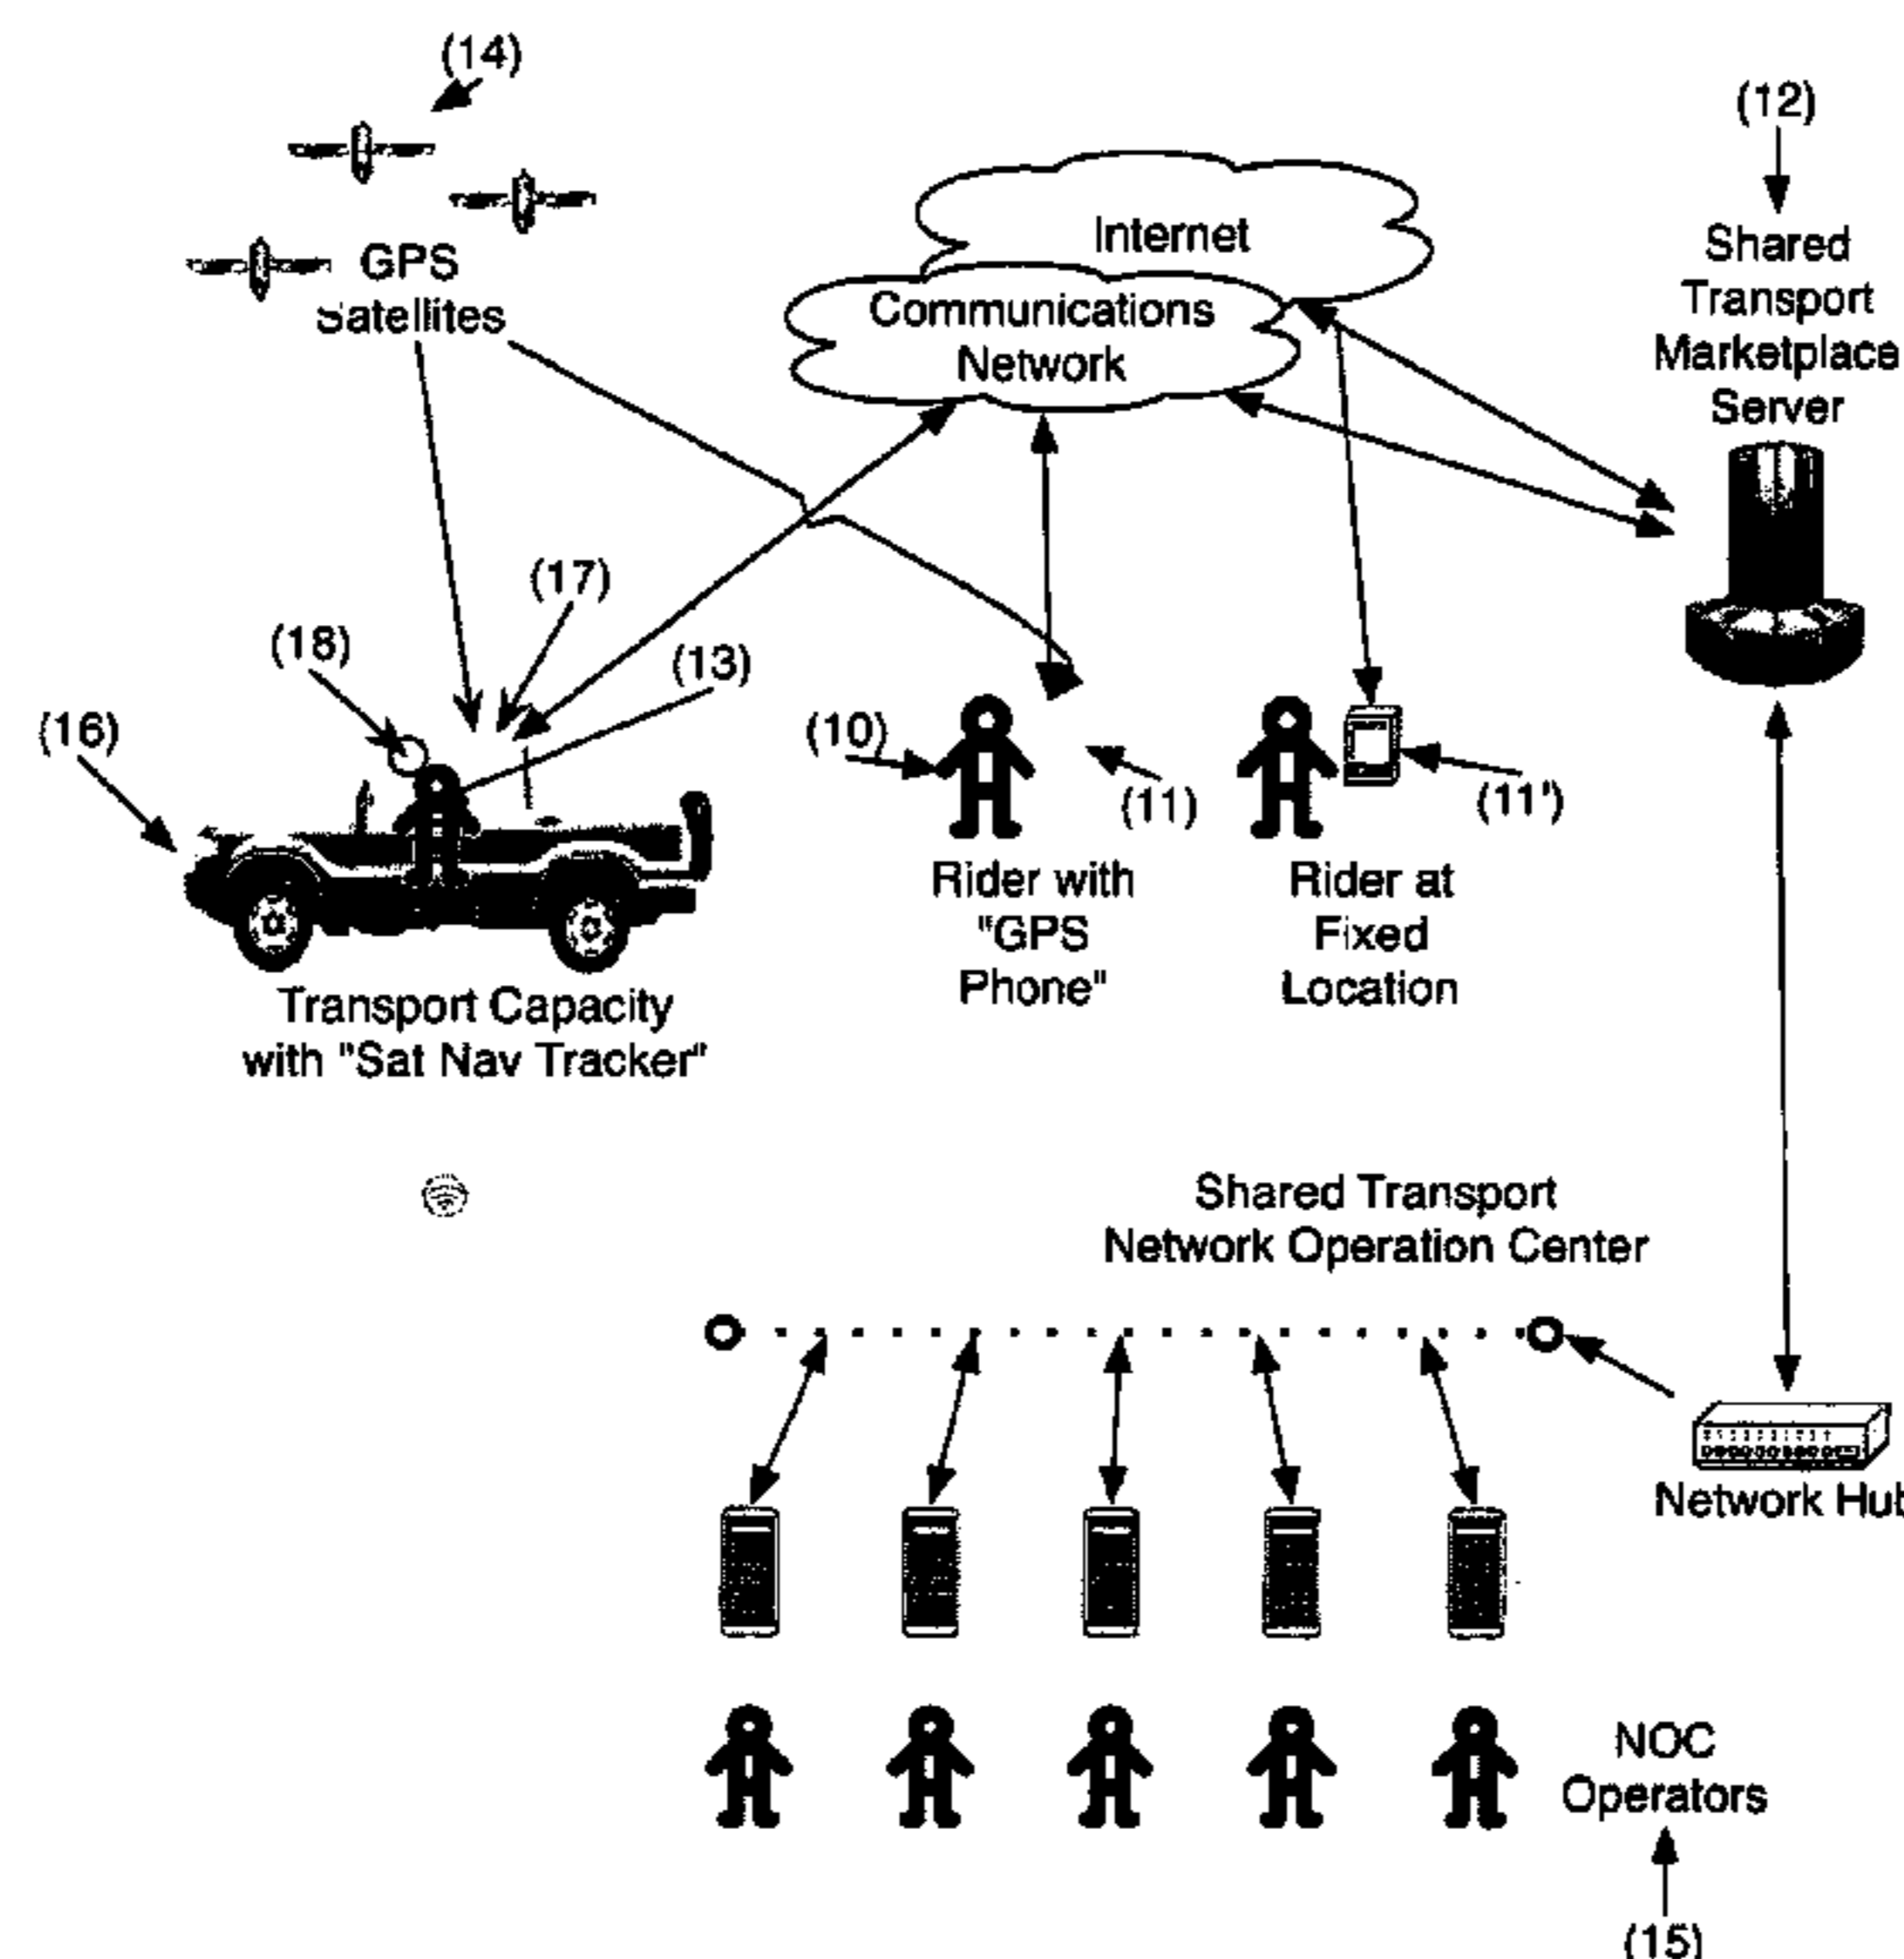 (14)
(12)
GPS
Satellites
Internet
Communications
Network
Shared
Transport
Marketplace
Server
(17)
(18)
(13)
(16)
(10)
(11)
(11')
Rider with
"GPS
Phone"
Rider at
Fixed
Location
Transport Capacity
with "Sat Nav Tracker"
Shared Transport
Network Operation Center
Network Hub
NOC
Operators
(15)